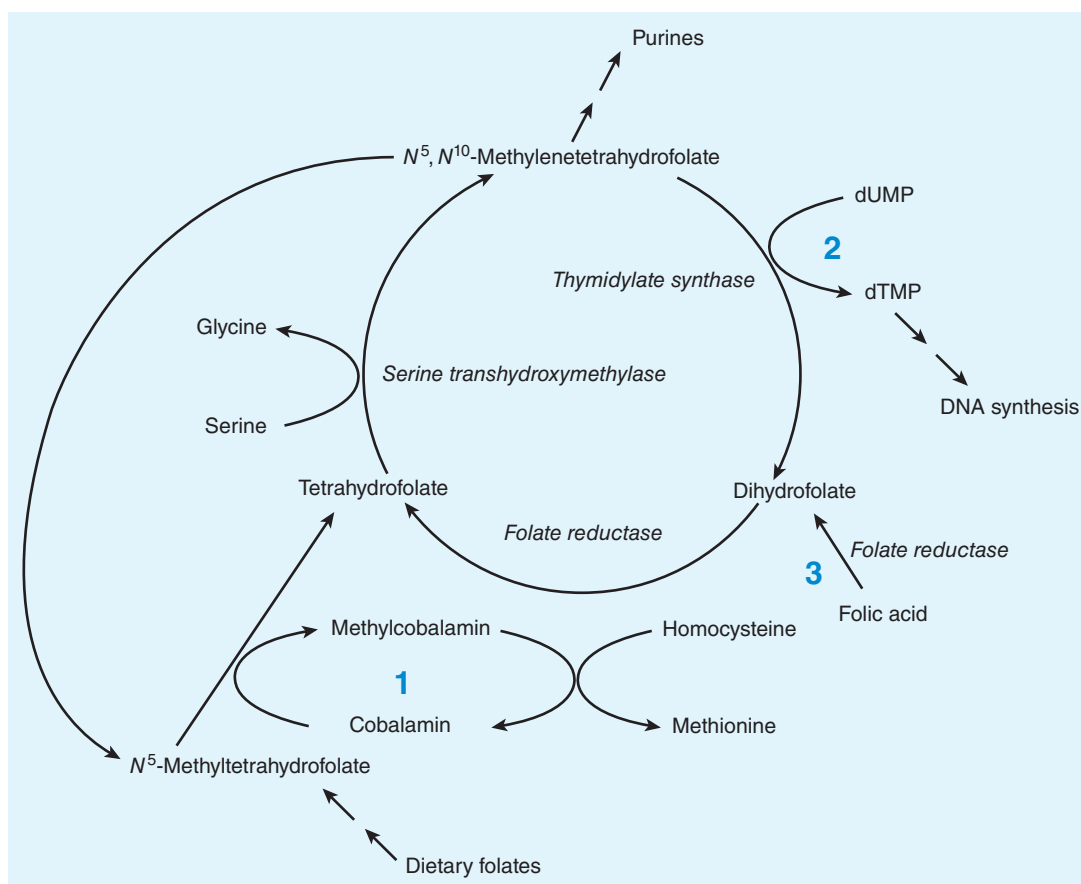 Purines
N⁵, N¹⁰-Methylenetetrahydrofolate
dUMP
2
Thymidylate synthase
dTMP
Glycine
Serine transhydroxymethylase
DNA synthesis
Serine
Tetrahydrofolate
Dihydrofolate
Folate reductase
Folate reductase
3
Folic acid
Methylcobalamin
Homocysteine
1
Cobalamin
Methionine
N⁵-Methyltetrahydrofolate
Dietary folates